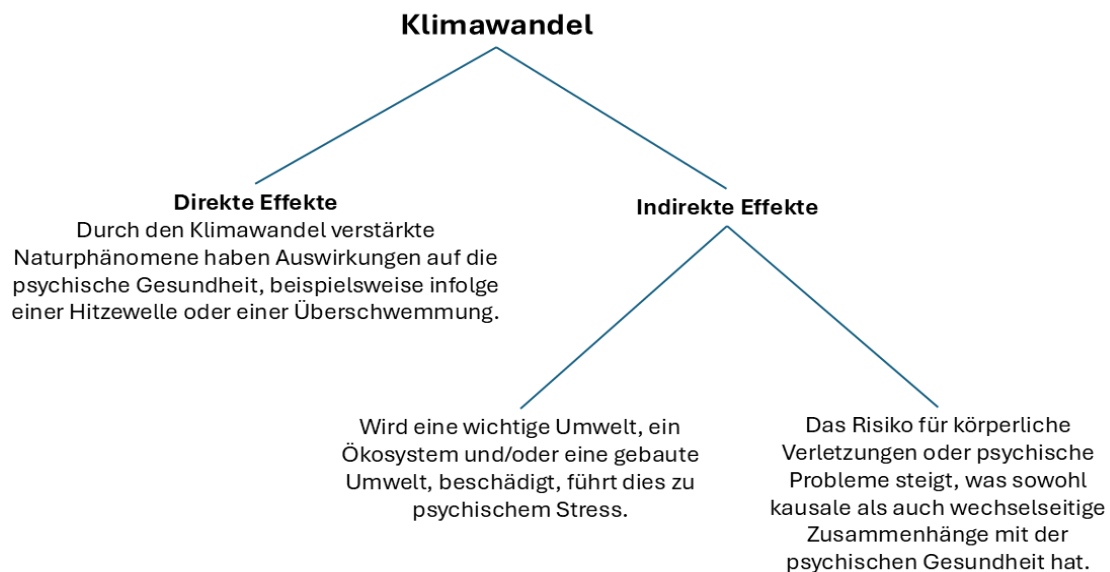 Klimawandel
Direkte Effekte
Durch den Klimawandel verstärkte
Naturphänomene haben Auswirkungen auf die
psychische Gesundheit, beispielsweise infolge
einer Hitzewelle oder einer Überschwemmung.
Indirekte Effekte
Wird eine wichtige Umwelt, ein
Ökosystem und/oder eine gebaute
Umwelt, beschädigt, führt dies zu
psychischem Stress.
Das Risiko für körperliche
Verletzungen oder psychische
Probleme steigt, was sowohl
kausale als auch wechselseitige
Zusammenhänge mit der
psychischen Gesundheit hat.